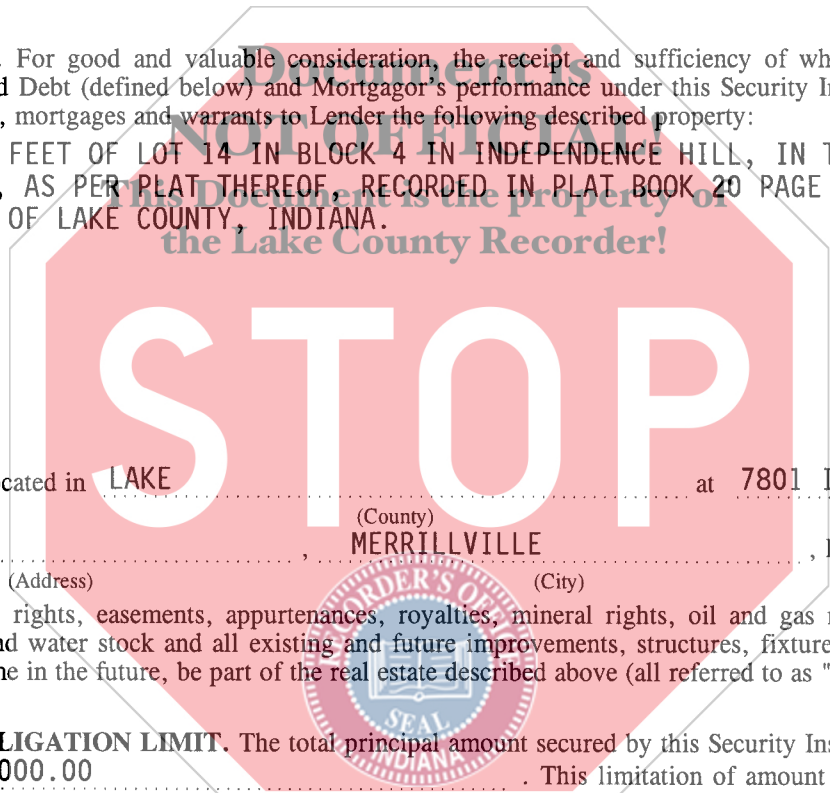 . For good and valuable consideration, the receipt and sufficiency of wh
d Debt (defined below) and Mortgagor's performance under this Security In
, mortgages and warrants to Lender the following described property:
FEET OF LOT 14 IN BLOCK 4 IN INDEPENDENCE HILL, IN T
, AS PER PLAT THEREOF, RECORDED IN PLAT BOOK 20 PAGE
OF LAKE COUNTY, INDIANA.
Document is
NOT OFFICIAL!
This Document is the property of
the Lake County Recorder!
STOP
cated in LAKE at 7801 I
(County)
, MERRILLVILLE ,
(Address) (City)
rights, easements, appurtenances, royalties, mineral rights, oil and gas
nd water stock and all existing and future improvements, structures, fixture
ne in the future, be part of the real estate described above (all referred to as "
LIGATION LIMIT. The total principal amount secured by this Security Ins
000.00 . This limitation of amount
RECORDER'S OFFICE
SEAL
INDIANA